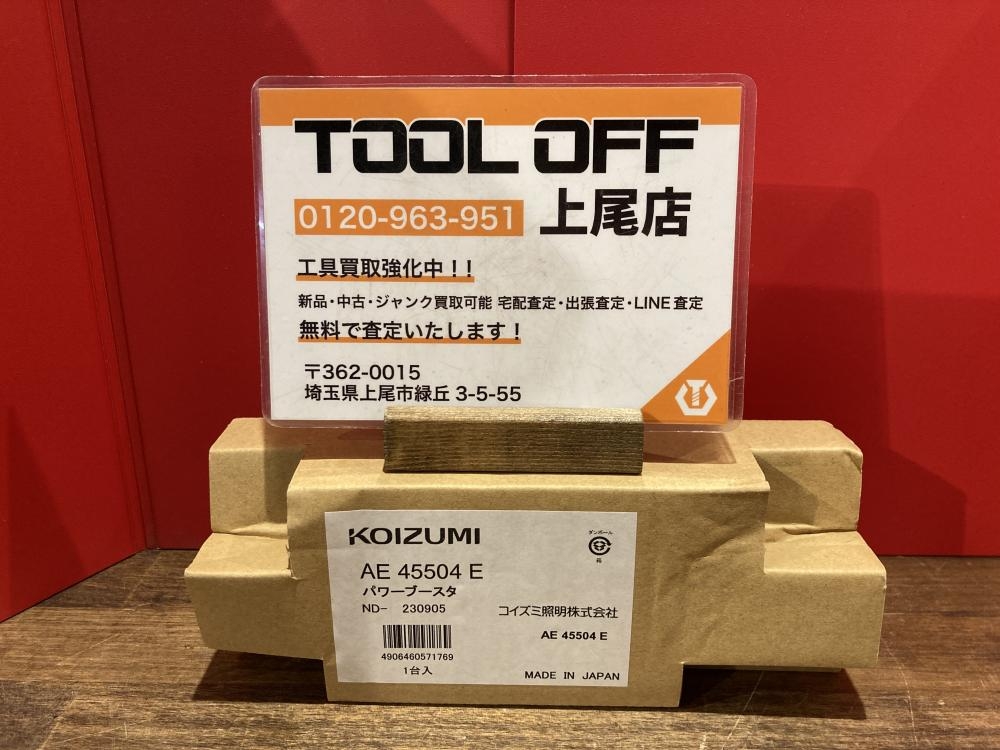 TOOL OFF
0120-963-951 上尾店
工具買取強化中！！
新品・中古・ジャンク買取可能 宅配査定・出張査定・LINE査定
無料で査定いたします！
〒362-0015
埼玉県上尾市緑丘 3-5-55
KOIZUMI
ダンボール
箱
AE 45504 E
パワーブースタ
ND- 230905
コイズミ照明株式会社
AE 45504 E
4906460571769
1台入
MADE IN JAPAN